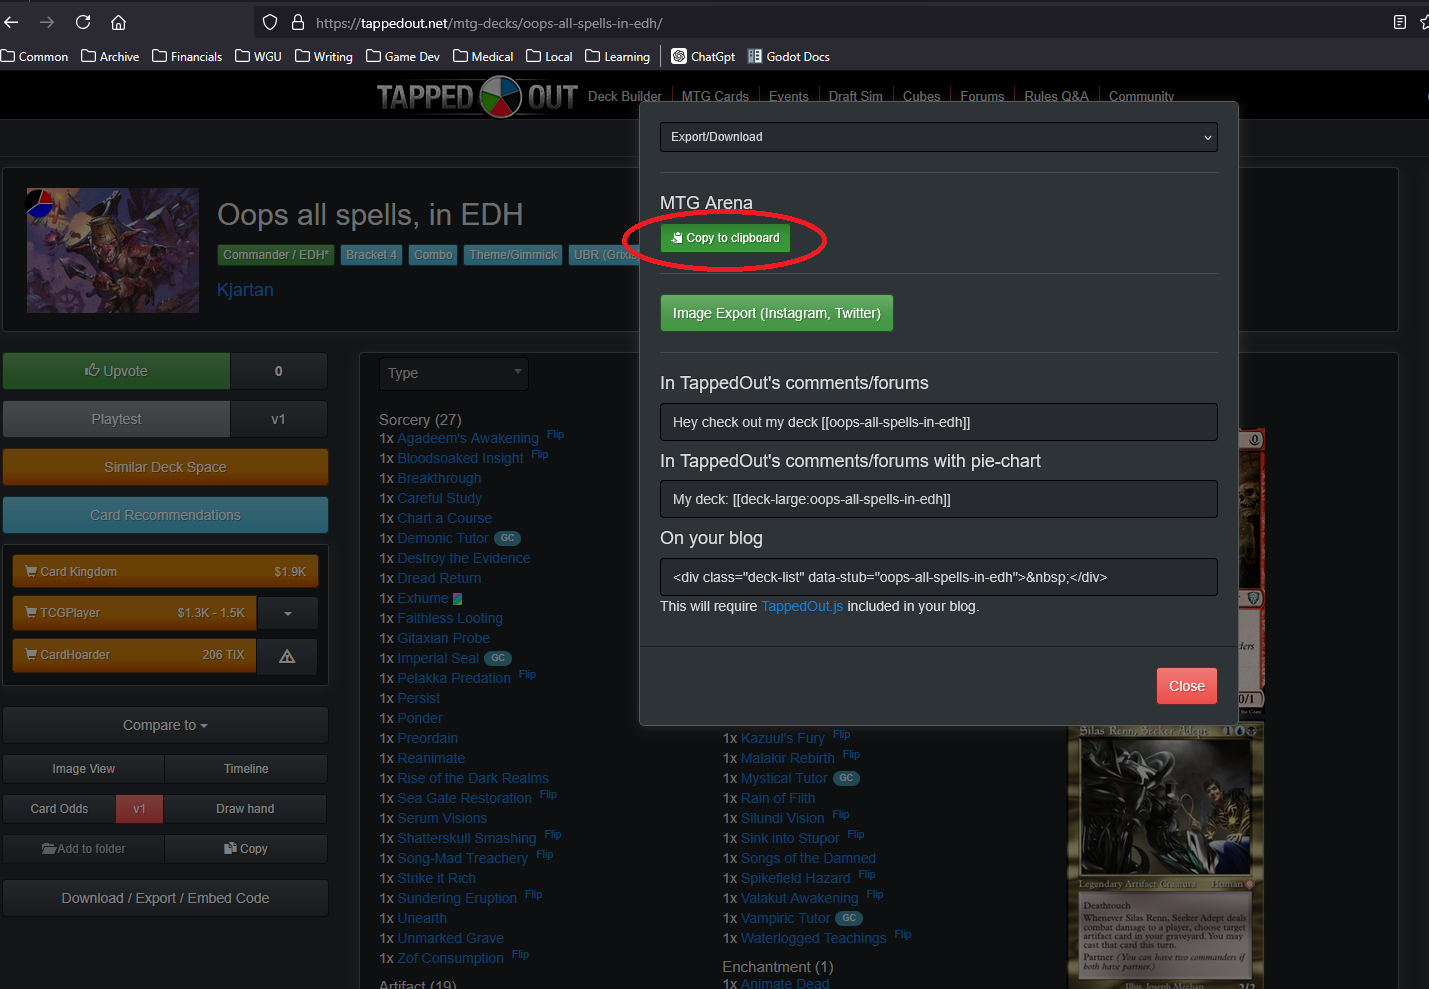 https://tappedout.net/mtg-decks/oops-all-spells-in-edh/
Common Archive Financials WGU Writing Game Dev Medical Local Learning ChatGpt Godot Docs
TAPPED OUT Deck Builder MTG Cards Events Draft Sim Cubes Forums Rules Q&A Community
Oops all spells, in EDH
Commander / EDH* Bracket 4 Combo Theme/Gimmick UBR (Grixis
Kjartan
Upvote 0
Playtest v1
Similar Deck Space
Card Recommendations
Card Kingdom $1.9K
TCGPlayer $1.3K - 1.5K
CardHoarder 206 TIX
Compare to
Image View Timeline
Card Odds v1 Draw hand
Add to folder Copy
Download / Export / Embed Code
Type
Sorcery (27)
1x Agadeem's Awakening Flip
1x Bloodsoaked Insight Flip
1x Breakthrough
1x Careful Study
1x Chart a Course
1x Demonic Tutor GC
1x Destroy the Evidence
1x Dread Return
1x Exhume
1x Faithless Looting
1x Gitaxian Probe
1x Imperial Seal GC
1x Pelakka Predation Flip
1x Persist
1x Ponder
1x Preordain
1x Reanimate
1x Rise of the Dark Realms
1x Sea Gate Restoration Flip
1x Serum Visions
1x Shatterskull Smashing Flip
1x Song-Mad Treachery Flip
1x Strike it Rich
1x Sundering Eruption Flip
1x Unearth
1x Unmarked Grave
1x Zof Consumption Flip
Artifact (19)
Export/Download
MTG Arena
Copy to clipboard
Image Export (Instagram, Twitter)
In TappedOut's comments/forums
Hey check out my deck [[oops-all-spells-in-edh]]
In TappedOut's comments/forums with pie-chart
My deck: [[deck-large:oops-all-spells-in-edh]]
On your blog
<div class="deck-list" data-stub="oops-all-spells-in-edh">&nbsp;</div>
This will require TappedOut.js included in your blog.
Close
1x Kazuul's Fury Flip
1x Malakir Rebirth Flip
1x Mystical Tutor GC
1x Rain of Filth
1x Silundi Vision Flip
1x Sink into Stupor Flip
1x Songs of the Damned
1x Spikefield Hazard Flip
1x Valakut Awakening Flip
1x Vampiric Tutor GC
1x Waterlogged Teachings Flip
Enchantment (1)
1x Animate Dead
0/1
Silas Renn, Seeker Adept 1
Legendary Artifact Creature Human
Deathtouch
Whenever Silas Renn, Seeker Adept deals
combat damage to a player, choose target
artifact card in your graveyard. You may
cast that card this turn.
Partner (You can have two commanders if
both have partner.)
Illus. Joseph Meehan 2/2